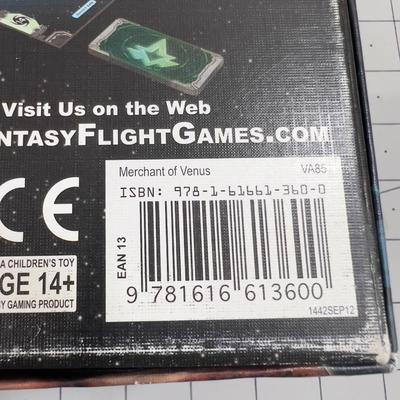 Visit Us on the Web
NTASYFLIGHTGAMES.COM
Merchant of Venus VA85
ISBN: 978-1-61661-360-0
EAN 13
9 781616 613600
1442SEP12
CE
A CHILDREN'S TOY
GE 14+
Y GAMING PRODUCT